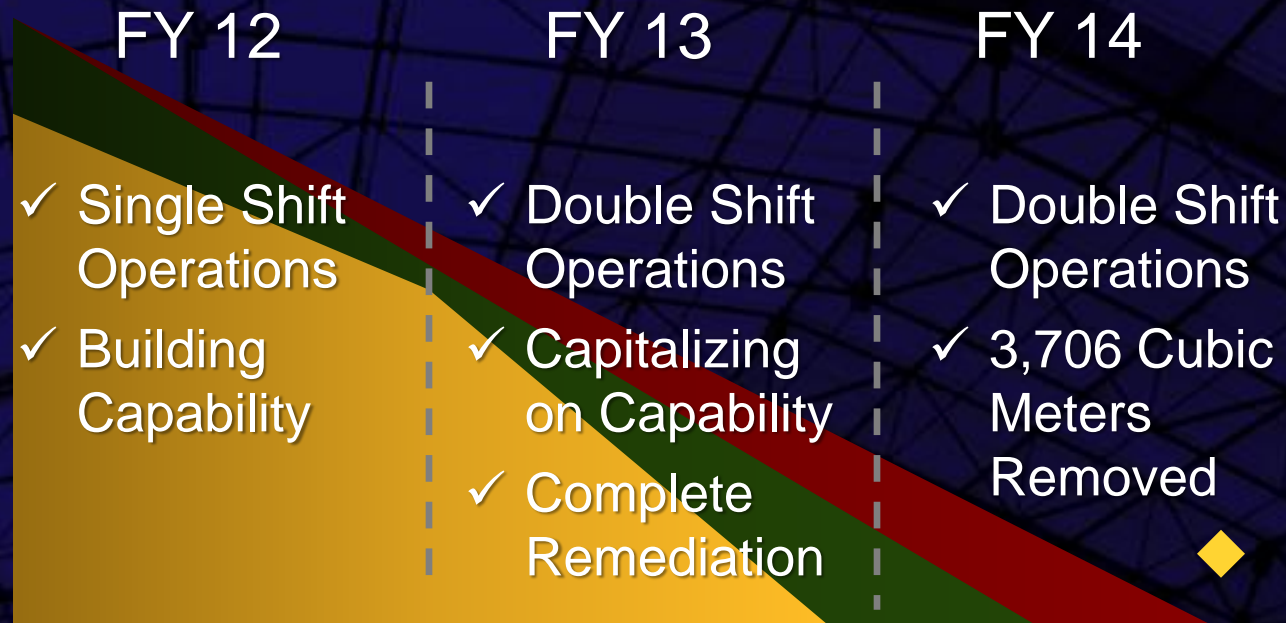 FY 12
✓ Single Shift
Operations
✓ Building
Capability
FY 13
✓ Double Shift
Operations
✓ Capitalizing
on Capability
✓ Complete
Remediation
FY 14
✓ Double Shift
Operations
✓ 3,706 Cubic
Meters
Removed